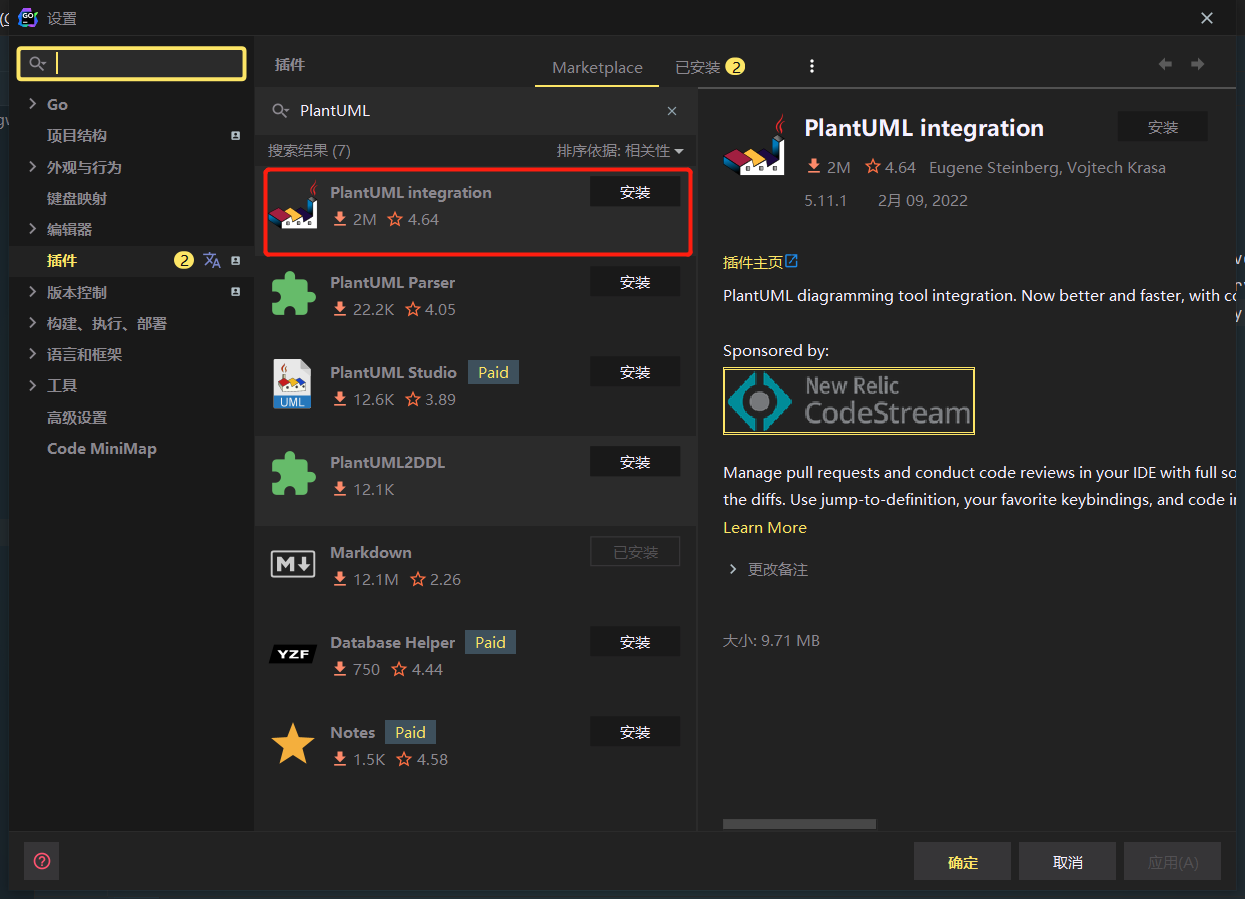 设置
Go
项目结构
外观与行为
键盘映射
编辑器
插件 2
版本控制
构建、执行、部署
语言和框架
工具
高级设置
Code MiniMap
插件
Marketplace
已安装 2
PlantUML
搜索结果 (7)
排序依据: 相关性
PlantUML integration
安装
2M 4.64
PlantUML Parser
安装
22.2K 4.05
PlantUML Studio Paid
安装
UML
12.6K 3.89
PlantUML2DDL
安装
12.1K
Markdown
已安装
12.1M 2.26
Database Helper Paid
安装
YZF
750 4.44
Notes Paid
安装
1.5K 4.58
PlantUML integration
安装
2M 4.64 Eugene Steinberg, Vojtech Krasa
5.11.1 2月 09, 2022
插件主页
PlantUML diagramming tool integration. Now better and faster, with co
Sponsored by:
New Relic
CodeStream
Manage pull requests and conduct code reviews in your IDE with full so
the diffs. Use jump-to-definition, your favorite keybindings, and code i
Learn More
更改备注
大小: 9.71 MB
确定
取消
应用(A)